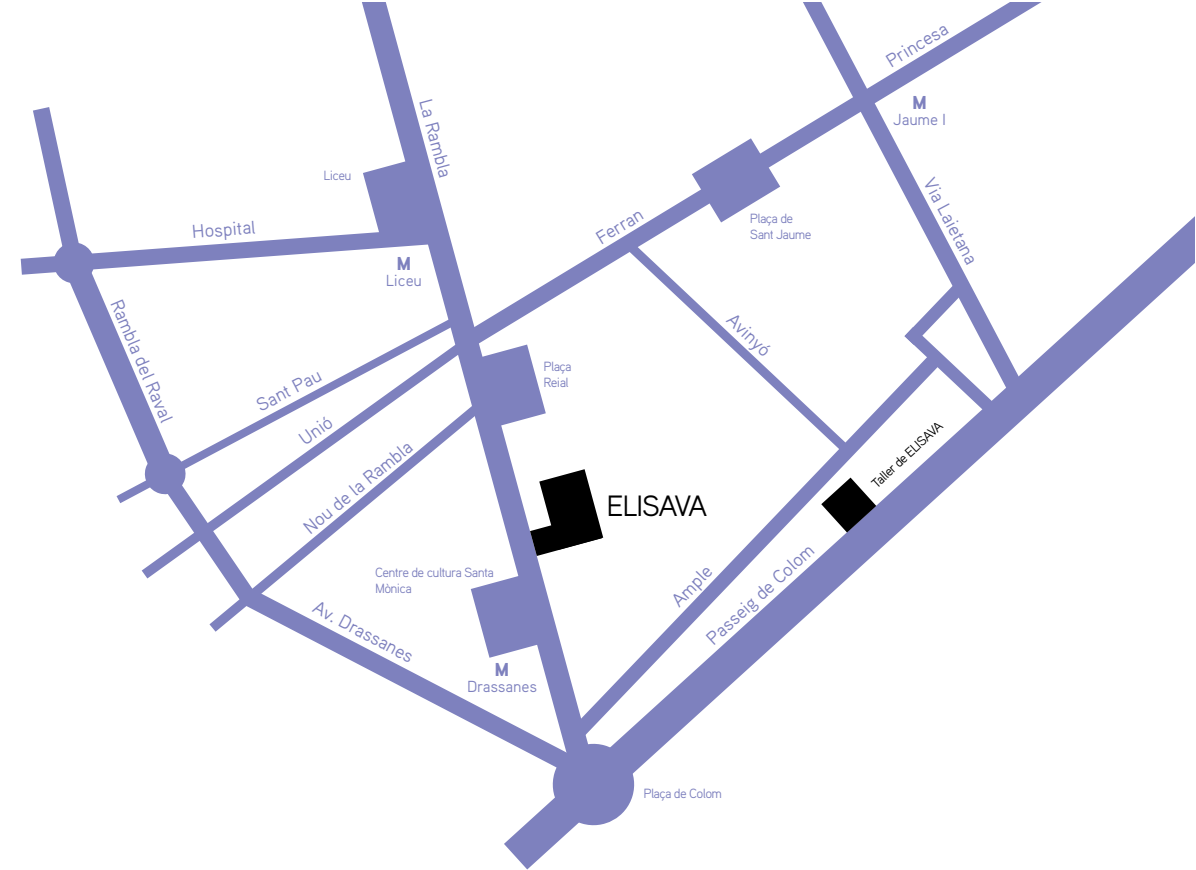 Princesa
M
Jaume I
La Rambla
Liceu
Via Laietana
Plaça de
Sant Jaume
Ferran
Hospital
M
Liceu
Rambla del Raval
Avinyó
Plaça
Reial
Sant Pau
Unió
Nou de la Rambla
Taller de ELISAVA
ELISAVA
Centre de cultura Santa
Mònica
Ample
Passeig de Colom
Av. Drassanes
M
Drassanes
Plaça de Colom